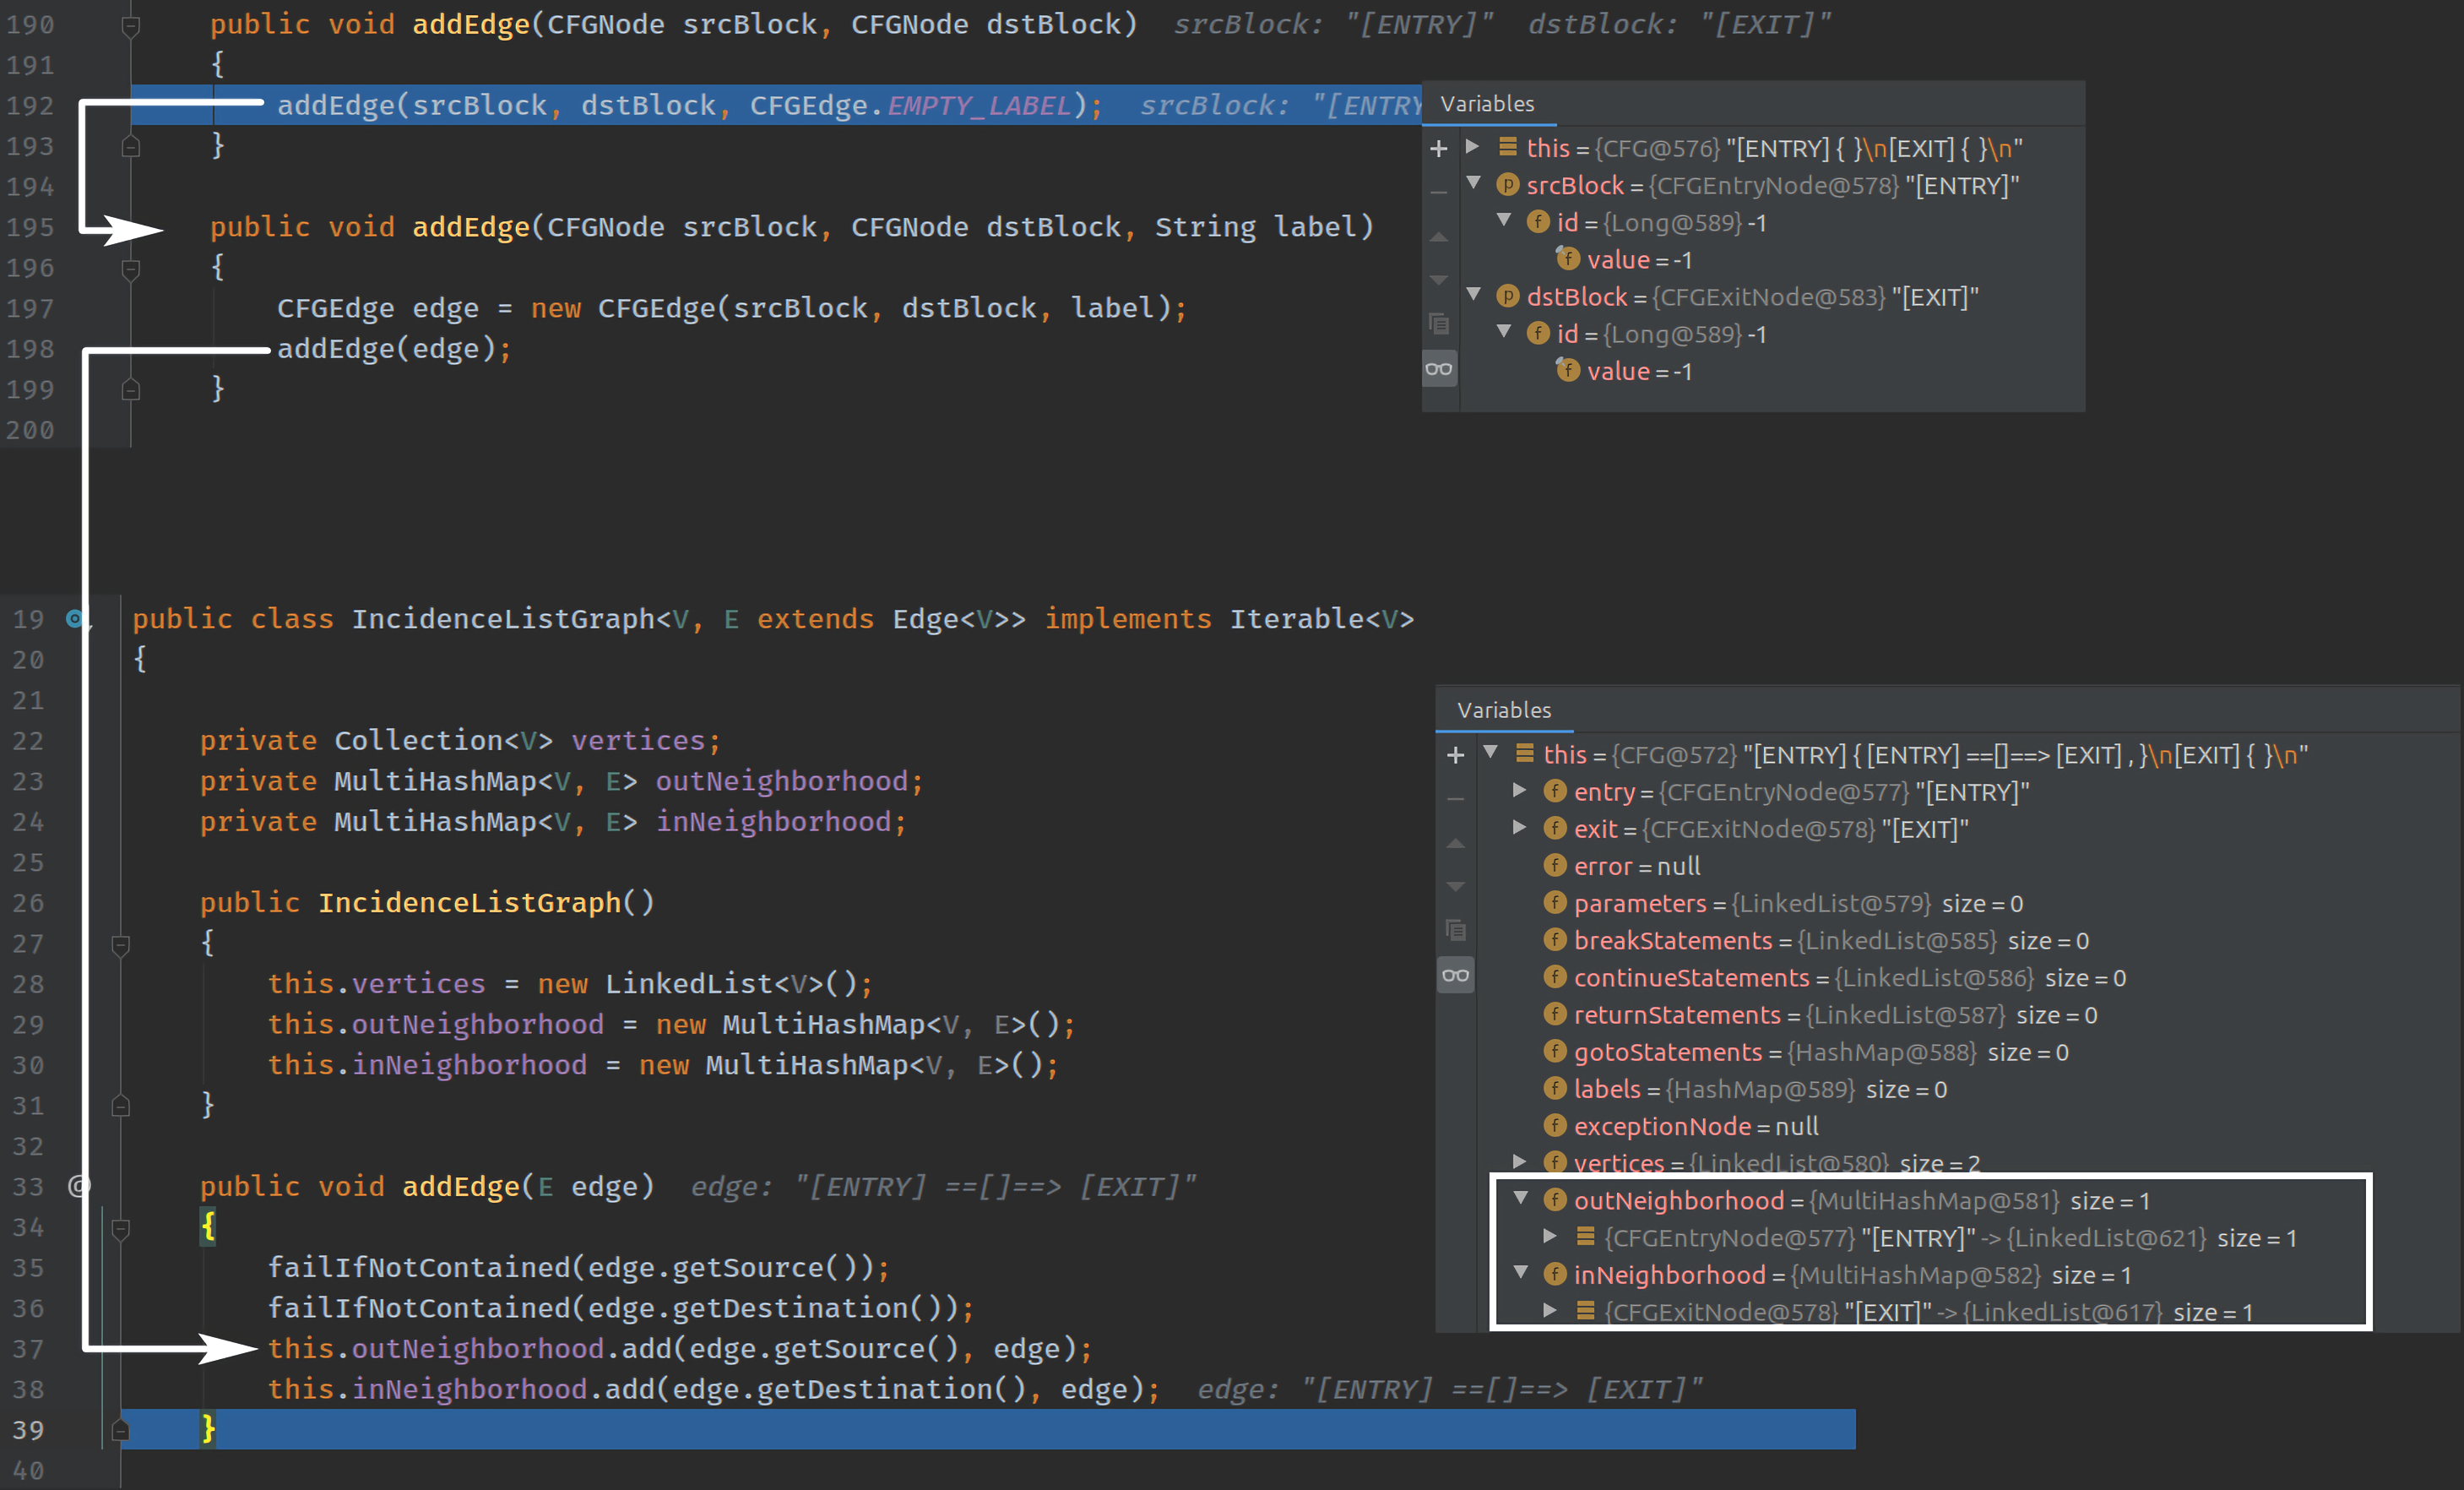 190 public void addEdge(CFGNode srcBlock, CFGNode dstBlock) srcBlock: "[ENTRY]" dstBlock: "[EXIT]"
191 {
192 addEdge(srcBlock, dstBlock, CFGEdge.EMPTY_LABEL); srcBlock: "[ENTRY
193 }
194
195 public void addEdge(CFGNode srcBlock, CFGNode dstBlock, String label)
196 {
197 CFGEdge edge = new CFGEdge(srcBlock, dstBlock, label);
198 addEdge(edge);
199 }
200
Variables
this = {CFG@576} "[ENTRY] { }\n[EXIT] { }\n"
srcBlock = {CFGEntryNode@578} "[ENTRY]"
id = {Long@589} -1
value = -1
dstBlock = {CFGExitNode@583} "[EXIT]"
id = {Long@589} -1
value = -1
19 public class IncidenceListGraph<V, E extends Edge<V>> implements Iterable<V>
20 {
21
22 private Collection<V> vertices;
23 private MultiHashMap<V, E> outNeighborhood;
24 private MultiHashMap<V, E> inNeighborhood;
25
26 public IncidenceListGraph()
27 {
28 this.vertices = new LinkedList<V>();
29 this.outNeighborhood = new MultiHashMap<V, E>();
30 this.inNeighborhood = new MultiHashMap<V, E>();
31 }
32
33 @ public void addEdge(E edge) edge: "[ENTRY] ==[]==> [EXIT]"
34 {
35 failIfNotContained(edge.getSource());
36 failIfNotContained(edge.getDestination());
37 this.outNeighborhood.add(edge.getSource(), edge);
38 this.inNeighborhood.add(edge.getDestination(), edge); edge: "[ENTRY] ==[]==> [EXIT]"
39 }
40
Variables
this = {CFG@572} "[ENTRY] { [ENTRY] ==[]==> [EXIT] , }\n[EXIT] { }\n"
entry = {CFGEntryNode@577} "[ENTRY]"
exit = {CFGExitNode@578} "[EXIT]"
error = null
parameters = {LinkedList@579} size = 0
breakStatements = {LinkedList@585} size = 0
continueStatements = {LinkedList@586} size = 0
returnStatements = {LinkedList@587} size = 0
gotoStatements = {HashMap@588} size = 0
labels = {HashMap@589} size = 0
exceptionNode = null
vertices = {LinkedList@580} size = 2
outNeighborhood = {MultiHashMap@581} size = 1
{CFGEntryNode@577} "[ENTRY]" -> {LinkedList@621} size = 1
inNeighborhood = {MultiHashMap@582} size = 1
{CFGExitNode@578} "[EXIT]" -> {LinkedList@617} size = 1